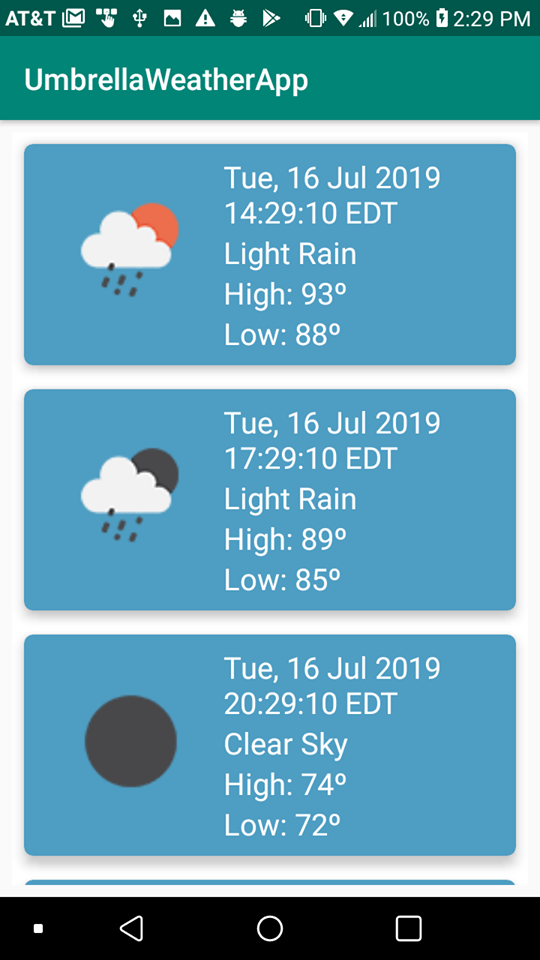 AT&T 100% 2:29 PM
UmbrellaWeatherApp
Tue, 16 Jul 2019
14:29:10 EDT
Light Rain
High: 93º
Low: 88º
Tue, 16 Jul 2019
17:29:10 EDT
Light Rain
High: 89º
Low: 85º
Tue, 16 Jul 2019
20:29:10 EDT
Clear Sky
High: 74º
Low: 72º